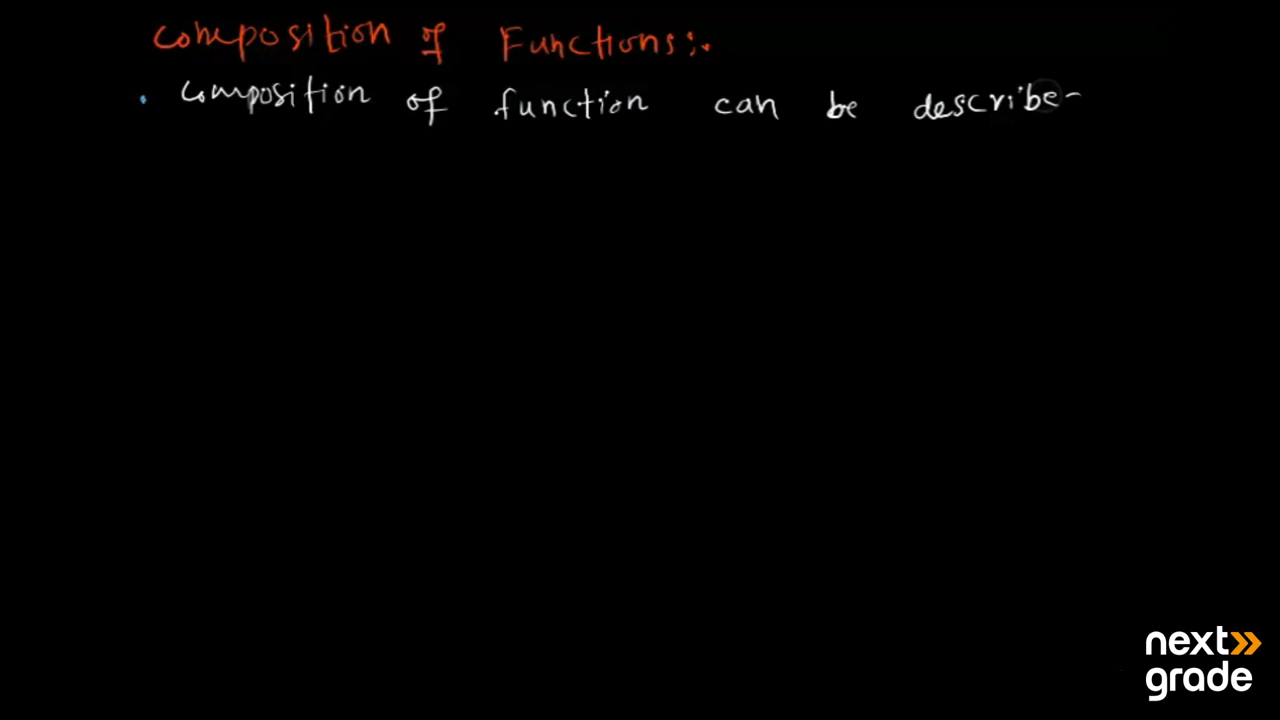 Composition of Functions:.
• Composition of function can be describe-
next
grade